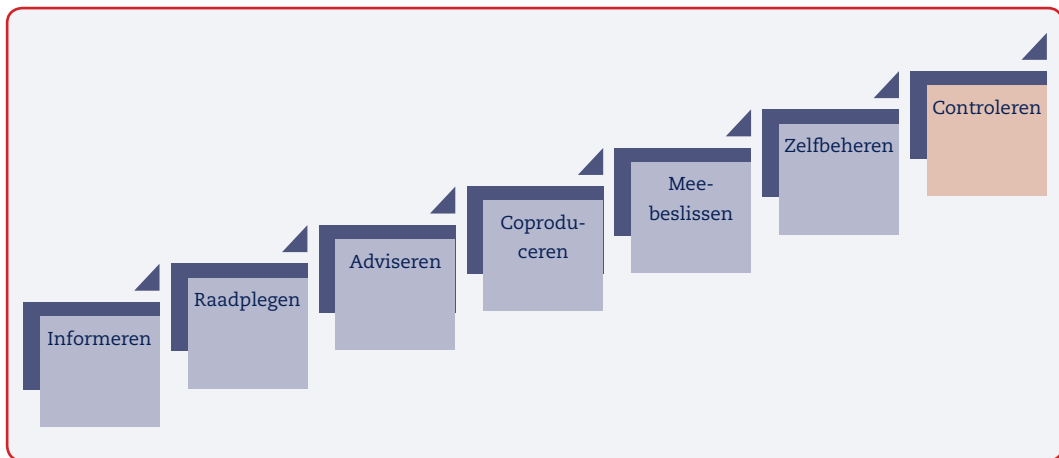 Informeren
Raadplegen
Adviseren
Coprodu-
ceren
Mee-
beslissen
Zelfbeheren
Controleren